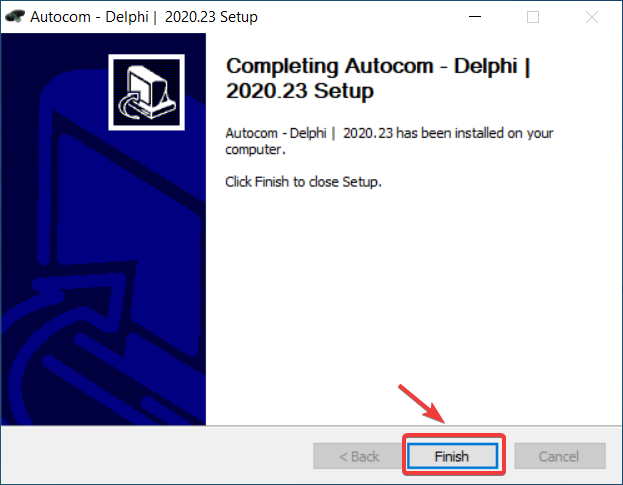 Autocom - Delphi | 2020.23 Setup
Completing Autocom - Delphi |
2020.23 Setup
Autocom - Delphi | 2020.23 has been installed on your
computer.
Click Finish to close Setup.
< Back
Finish
Cancel